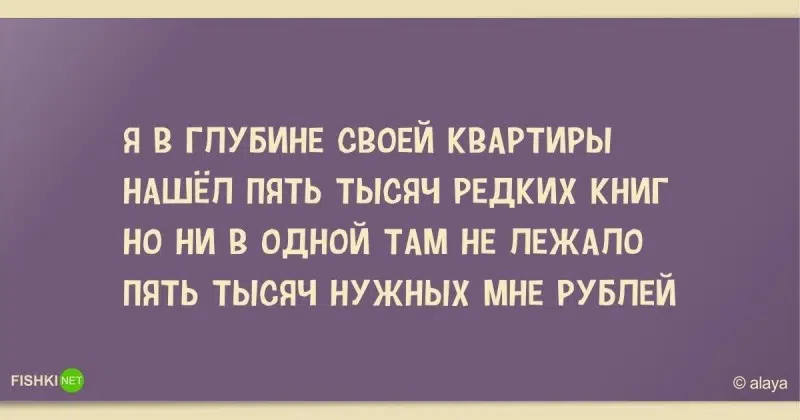 Я В ГЛУБИНЕ СВОЕЙ КВАРТИРЫ
НАШЁЛ ПЯТЬ ТЫСЯЧ РЕДКИХ КНИГ
НО НИ В ОДНОЙ ТАМ НЕ ЛЕЖАЛО
ПЯТЬ ТЫСЯЧ НУЖНЫХ МНЕ РУБЛЕЙ
FISHKI NET
© alaya